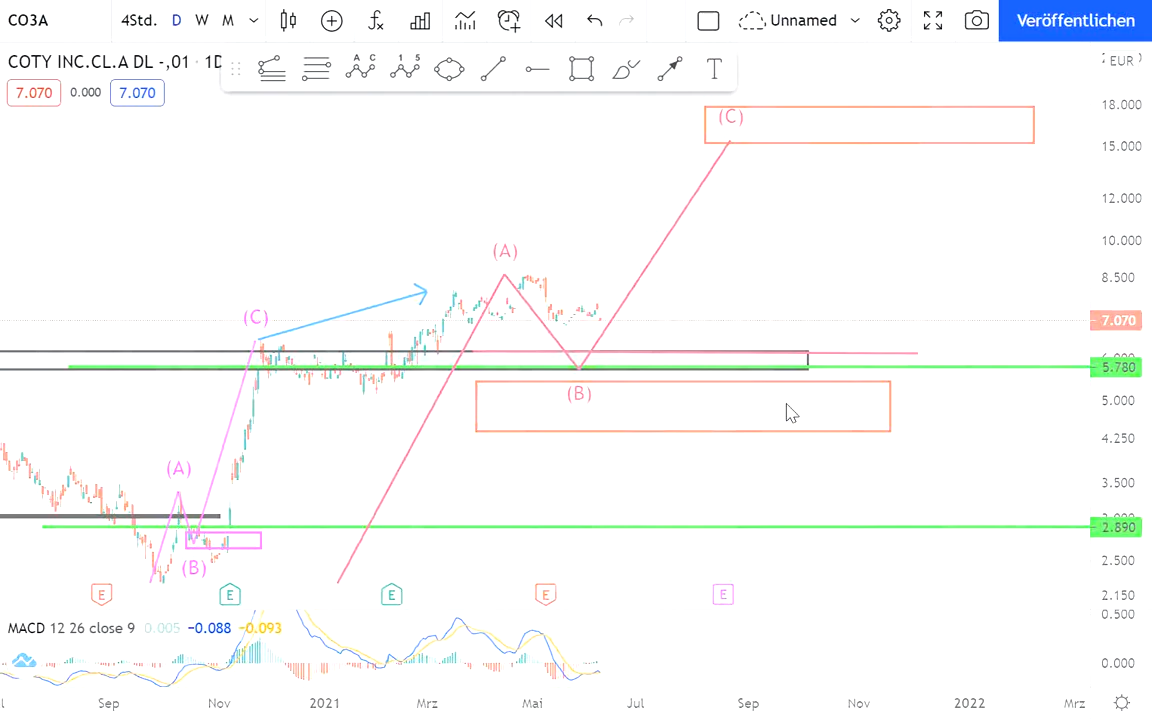 CO3A 4Std. D W M Unnamed Veröffentlichen
COTY INC.CL.A DL -,01 · 1D
EUR
7.070 0.000 7.070
18.000
(C)
15.000
12.000
10.000
(A)
8.500
(C)
7.070
5.780
(B)
5.000
4.250
(A)
3.500
2.890
(B)
2.500
E E E E E
2.150
0.500
MACD 12 26 close 9 0.005 −0.088 −0.093
0.000
Sep Nov 2021 Mrz Mai Jul Sep Nov 2022 Mrz